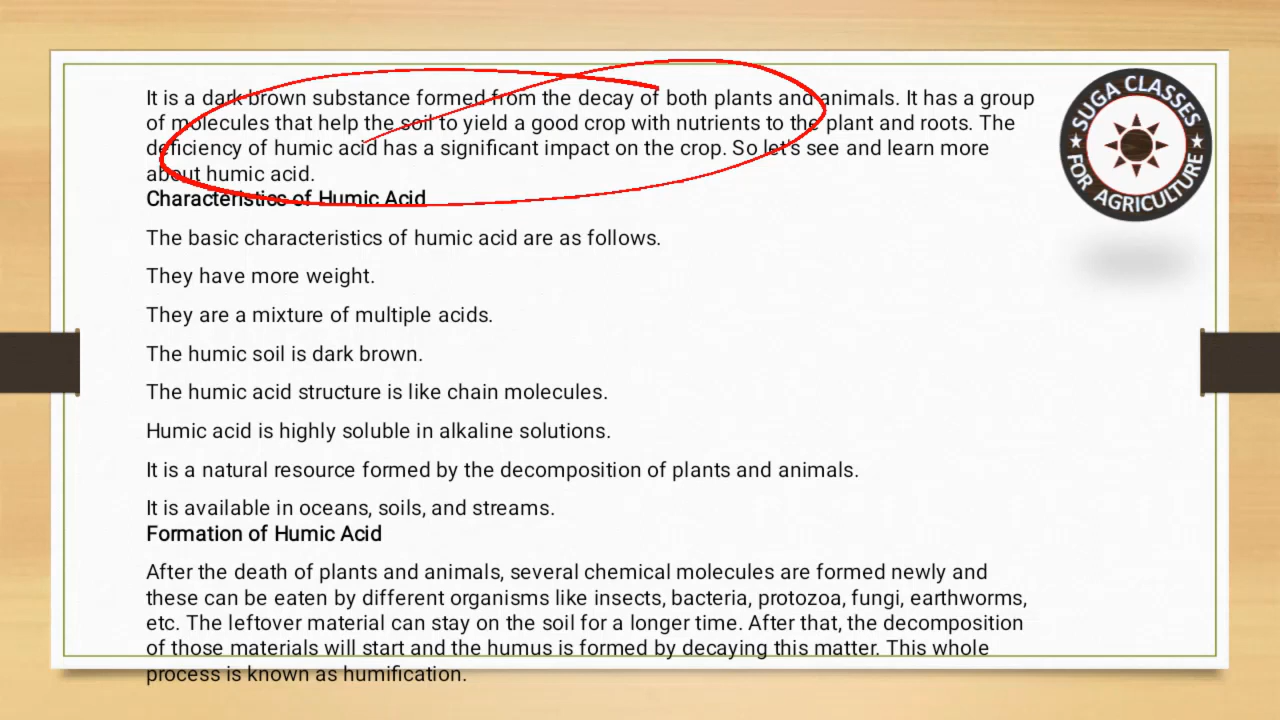 It is a dark brown substance formed from the decay of both plants and animals. It has a group
of molecules that help the soil to yield a good crop with nutrients to the plant and roots. The
deficiency of humic acid has a significant impact on the crop. So let's see and learn more
about humic acid.
Characteristics of Humic Acid
The basic characteristics of humic acid are as follows.
They have more weight.
They are a mixture of multiple acids.
The humic soil is dark brown.
The humic acid structure is like chain molecules.
Humic acid is highly soluble in alkaline solutions.
It is a natural resource formed by the decomposition of plants and animals.
It is available in oceans, soils, and streams.
Formation of Humic Acid
After the death of plants and animals, several chemical molecules are formed newly and
these can be eaten by different organisms like insects, bacteria, protozoa, fungi, earthworms,
etc. The leftover material can stay on the soil for a longer time. After that, the decomposition
of those materials will start and the humus is formed by decaying this matter. This whole
process is known as humification.
SUGA CLASSES
FOR AGRICULTURE